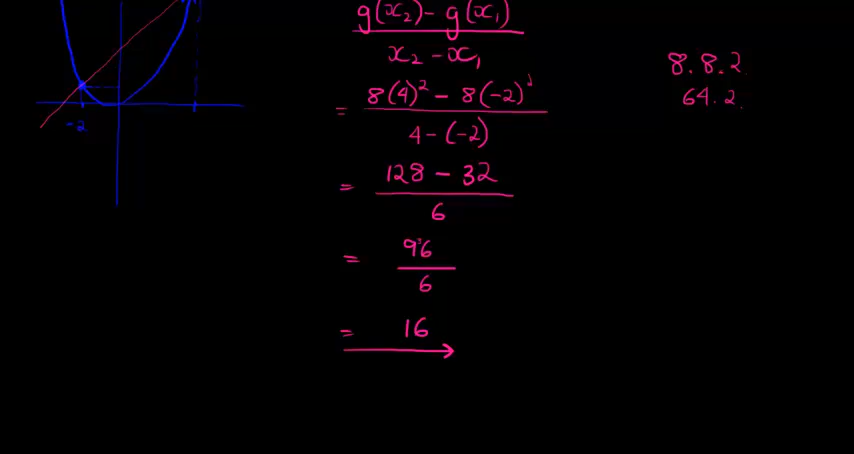 g(x₂) − g(x₁)
x₂ − x₁
8 . 8 . 2
= 8(4)² − 8(−2)²
4 − (−2)
64 . 2
−2
= 128 − 32
6
= 96
6
= 16